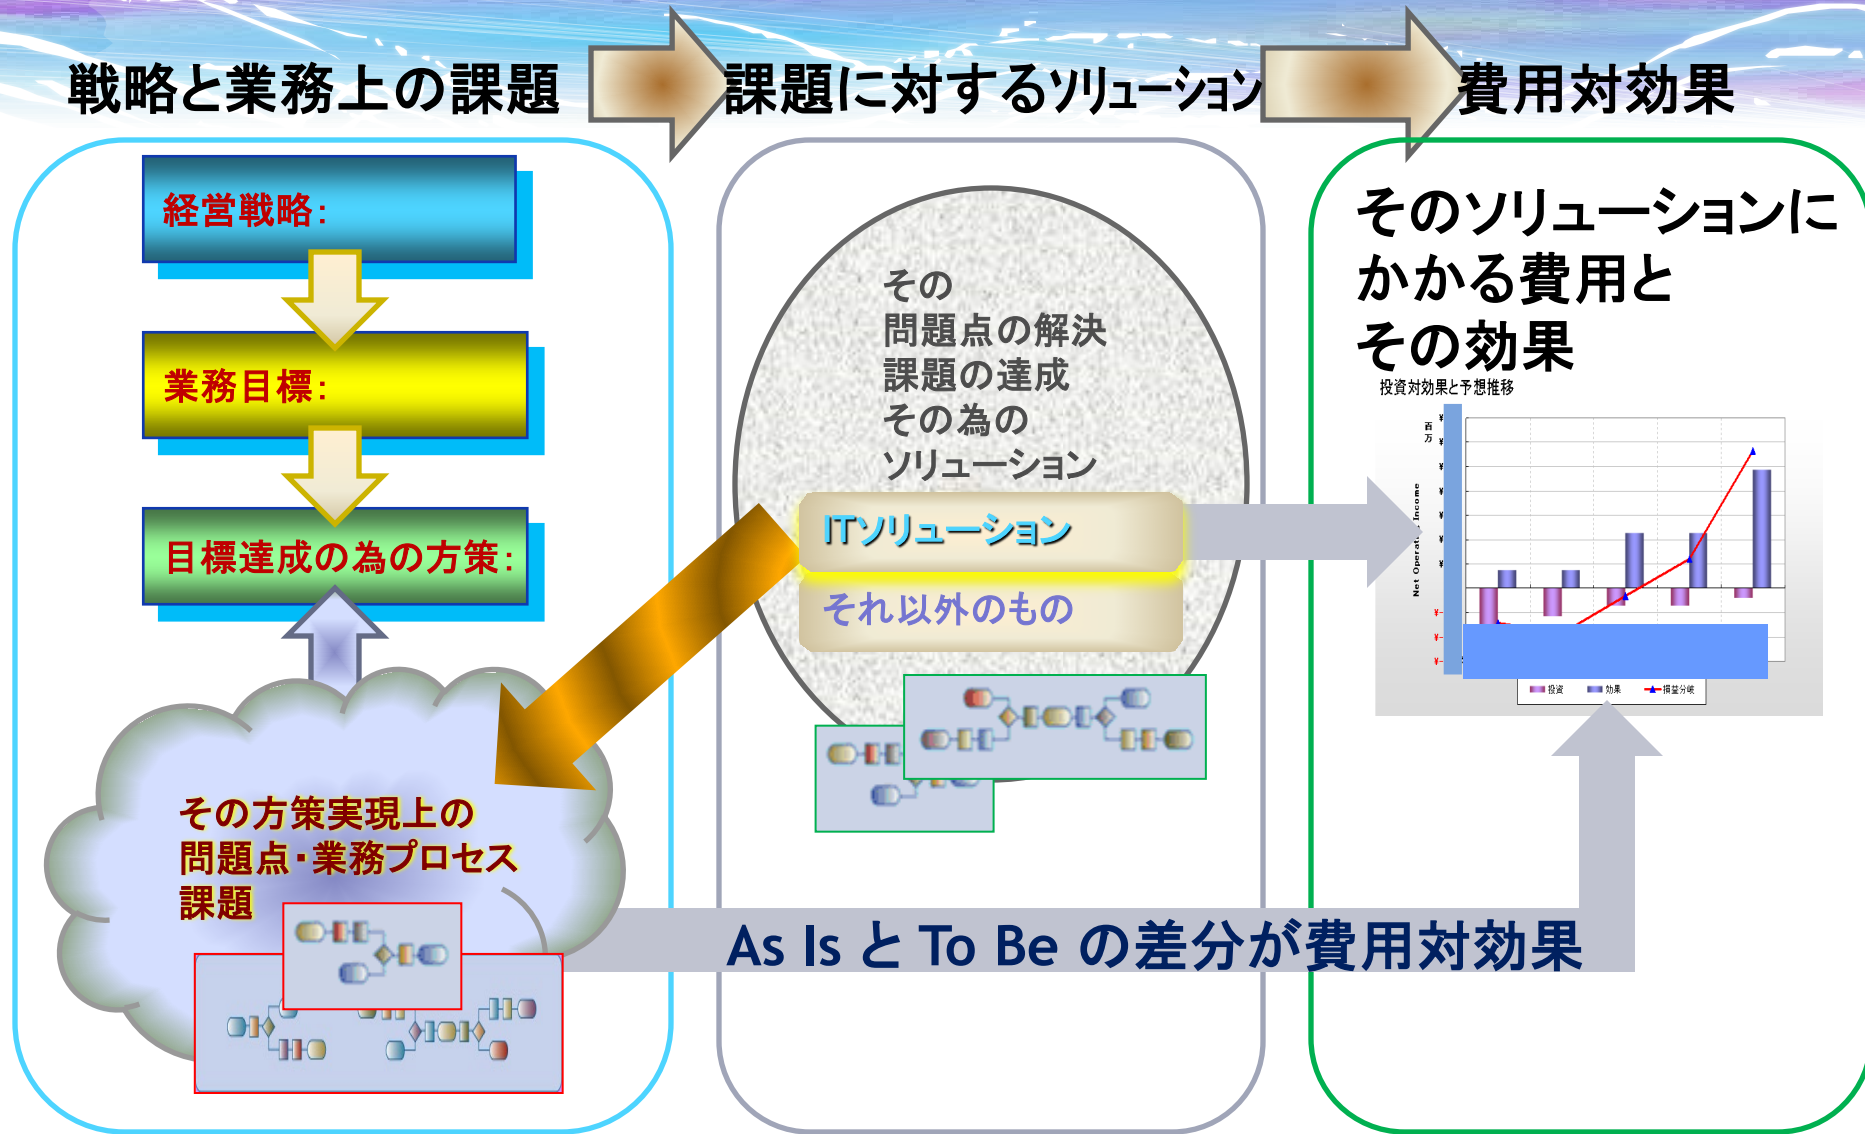 戦略と業務上の課題
課題に対するソリューション
費用対効果
経営戦略:
業務目標:
目標達成の為の方策:
その方策実現上の
問題点・業務プロセス
課題
その
問題点の解決
課題の達成
その為の
ソリューション
ITソリューション
それ以外のもの
そのソリューションに
かかる費用と
その効果
投資対効果と予想推移
百万
投資
効果
損益分岐
As Is と To Be の差分が費用対効果